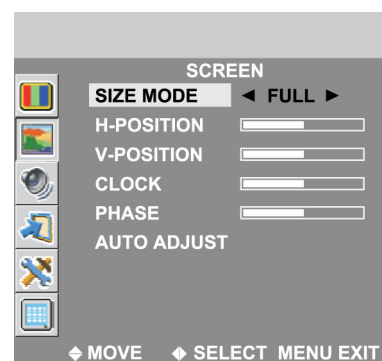 SCREEN
SIZE MODE ◄ FULL ►
H-POSITION
V-POSITION
CLOCK
PHASE
AUTO ADJUST
MOVE SELECT MENU EXIT